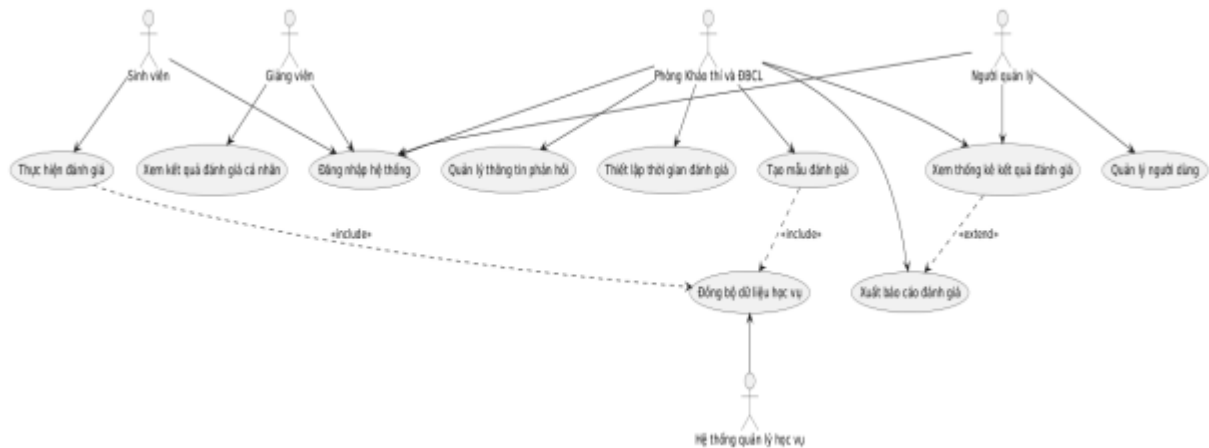 Sinh viên
Giảng viên
Phòng Khảo thí và ĐBCL
Người quản lý
Thực hiện đánh giá
Xem kết quả đánh giá cá nhân
Đăng nhập hệ thống
Quản lý thông tin phản hồi
Thiết lập thời gian đánh giá
Tạo mẫu đánh giá
Xem thống kê kết quả đánh giá
Quản lý người dùng
«include»
«include»
«extend»
Đồng bộ dữ liệu học vụ
Xuất báo cáo đánh giá
Hệ thống quản lý học vụ